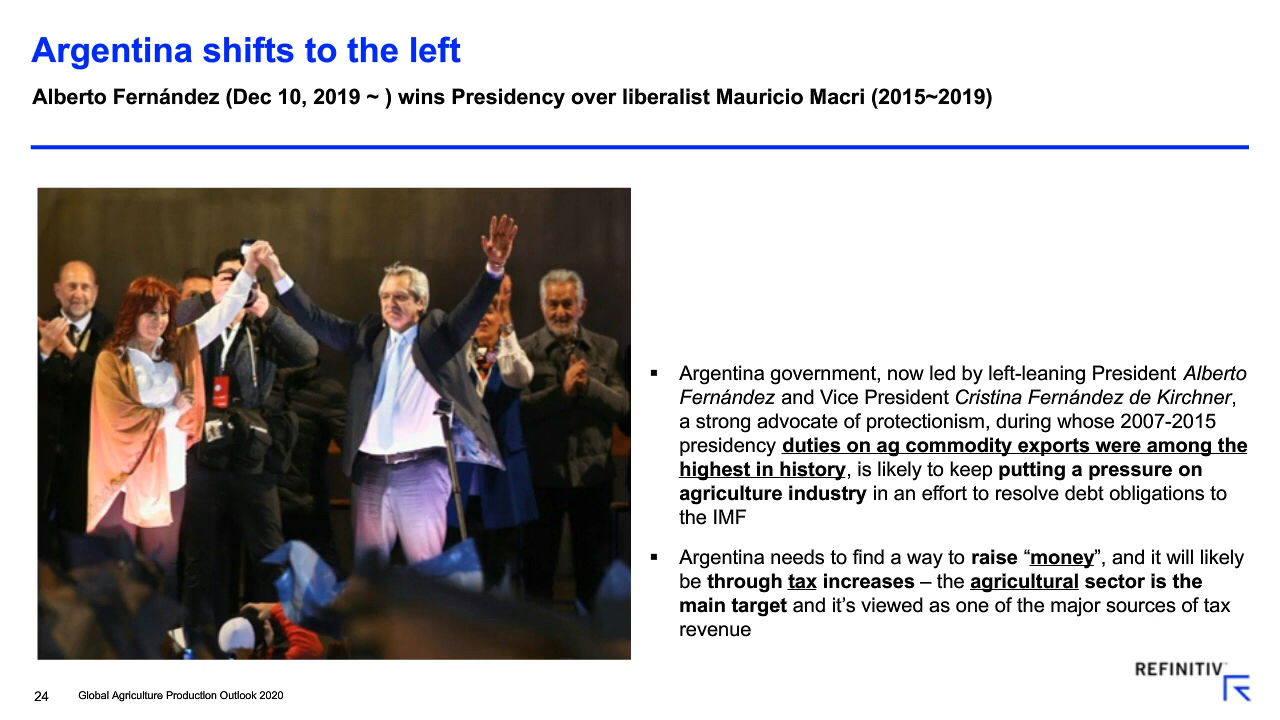 Argentina shifts to the left
Alberto Fernández (Dec 10, 2019 ~ ) wins Presidency over liberalist Mauricio Macri (2015~2019)
▪ Argentina government, now led by left-leaning President Alberto
Fernández and Vice President Cristina Fernández de Kirchner,
a strong advocate of protectionism, during whose 2007-2015
presidency duties on ag commodity exports were among the
highest in history, is likely to keep putting a pressure on
agriculture industry in an effort to resolve debt obligations to
the IMF
▪ Argentina needs to find a way to raise “money”, and it will likely
be through tax increases – the agricultural sector is the
main target and it’s viewed as one of the major sources of tax
revenue
REFINITIV
24 Global Agriculture Production Outlook 2020